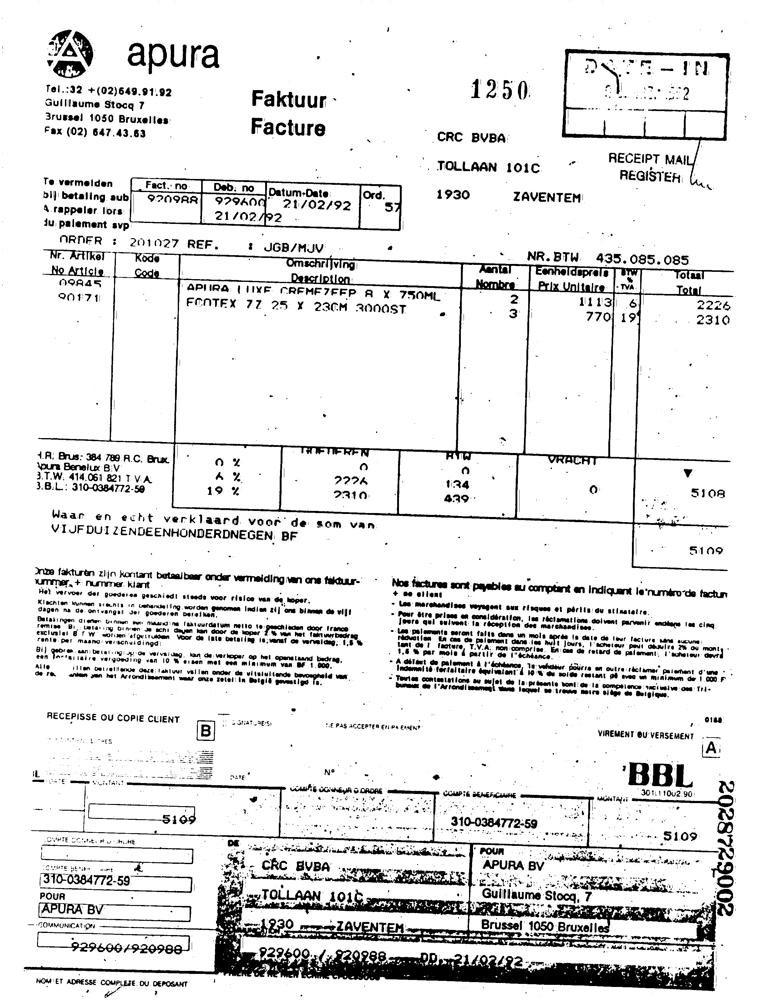 apura
Tel.:32 +(02)649.91.92
Guillaume Stocq 7
Brussel 1050 Bruxelles
Fax (02) 647.43.63
Faktuur
Facture
1250
CRC BVBA
TOLLAAN 101C
1930 ZAVENTEM
RECEIPT MAIL
REGISTER
Te vermelden
bij betaling aub
A rappeler lors
du paiement svp
Fact. no Deb. no Datum-Date Ord.
920988 929600 21/02/92 57
21/02/92
ORDER : 201027 REF. : JGB/MJV NR.BTW 435.085.085
Nr. Artikel Kode Omschrijving Aantal Eenheidsprijs BTW % Totaal
No Article Code Description Nombre Prix Unitaire TVA Total
09845 APURA LUXE CREMEZEEP 8 X 750ML 2 1113 6 2226
90171 ECOTEX 7Z 25 X 23CM 3000ST 3 770 19 2310
H.R. Brus: 384 789 R.C. Brux.
Apura Benelux B.V
B.T.W. 414.061 821 T V A.
B.B.L.: 310-0384772-59
BTW VRACHT
0 % 0 0
6 % 2226 134
19 % 2310 439 0 5108
Waar en echt verklaard voor de som van
VIJFDUIZENDEENHONDERDNEGEN BF
5109
Onze fakturen zijn kontant betaalbaar onder vermelding van ons faktuur-
nummer + nummer klant
Het vervoer der goederen geschiedt steeds voor risico van de koper.
Klachten kunnen slechts in behandeling worden genomen indien zij ons binnen de vijf
dagen na de ontvangst der goederen bereiken.
Betalingen dienen binnen een maand na faktuurdatum netto te geschieden door franco
remise. Bij betaling binnen de acht dagen kan door de koper 2 % van het faktuurbedrag
exclusief B T W worden afgetrokken. Voor de late betaling is, vanaf de vervaldag, 1,5 %
rente per maand verschuldingd.
Bij gebrek aan betaling op de vervaldag, kan de verkoper op het openstaand bedrag,
een forfaitaire vergoeding van 10 % eisen met een minimum van BF 1.000.
Alle betreffende deze faktuur vallen onder de uitsluitende bevoegheid van
de van het Arrondissement waar onze zetel in België gevestigd is.
Nos factures sont payables au comptant en indiquant le numéro de factun
+ se client
- Les marchandises voyagent aux risques et périls du
- Pour être prises en considération, les réclamations doivent parvenir endéans les cinq
jours qui suivent la réception des marchandises.
- Les paiements seront faits dans un mois après la date de leur facture sans aucune
réduction. En cas de paiement dans les huit jours, l'acheteur peut déduire 2% du mont
tant de l facture, T.V.A. non comprise. En cas de retard de paiement, l'acheteur devra
1,5 % par mois à partir de l'échéance.
- A défaut de paiement à l'échéance, le vendeur pourra en outre réclamer paiement d'une
indemnité forfaitaire équivalent à 10 % du solde restant dû avec un minimum de 1 000 F
- Toutes contestations au sujet de la présente sont de la compétence exclusive des Tri-
bunaux de l'Arrondissement dans lequel se trouve notre siège de Belgique.
0188
RECEPISSE OU COPIE CLIENT B SIGNATURE(S) NE PAS ACCEPTER EN PAIEMENT VIREMENT OU VERSEMENT A
BBL
301.11002.90
DATE MONTANT DATE N° COMPTE DONNEUR D'ORDRE COMPTE BENEFICIAIRE MONTANT
5109 310-0384772-59 5109
COMPTE DONNEUR D'ORDRE
310-0384772-59
POUR
APURA BV
COMMUNICATION
929600/920988
DE
CRC BVBA
TOLLAAN 101C
1930 ZAVENTEM
POUR
APURA BV
Guillaume Stocq, 7
Brussel 1050 Bruxelles
929600 / 920988 DD. 21/02/92
NOM ET ADRESSE COMPLETE DU DEPOSANT
2028729002